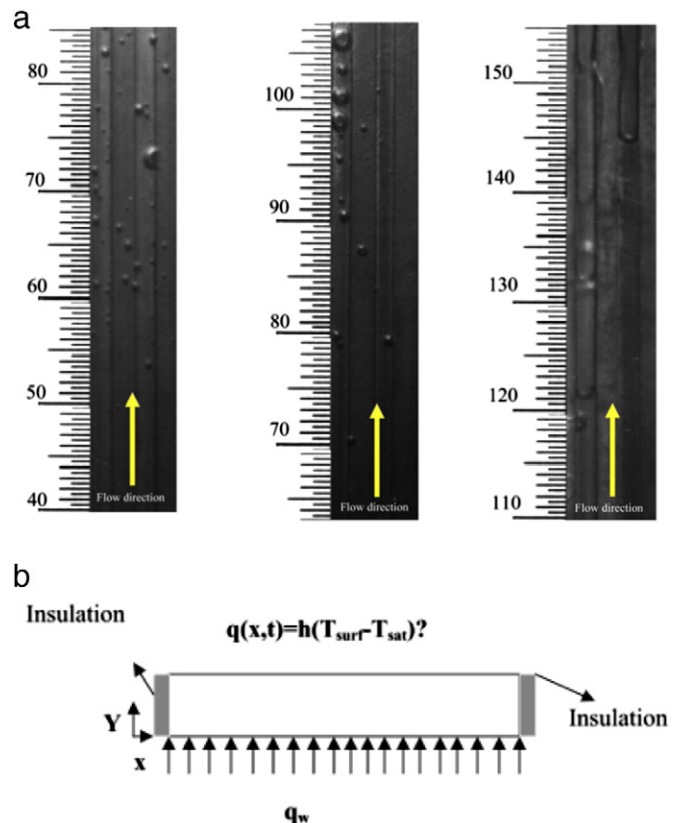 a
80
70
60
50
40
Flow direction
100
90
80
70
Flow direction
150
140
130
120
110
Flow direction
b
Insulation
q(x,t)=h(Tsurf-Tsat)?
Y
x
Insulation
qw